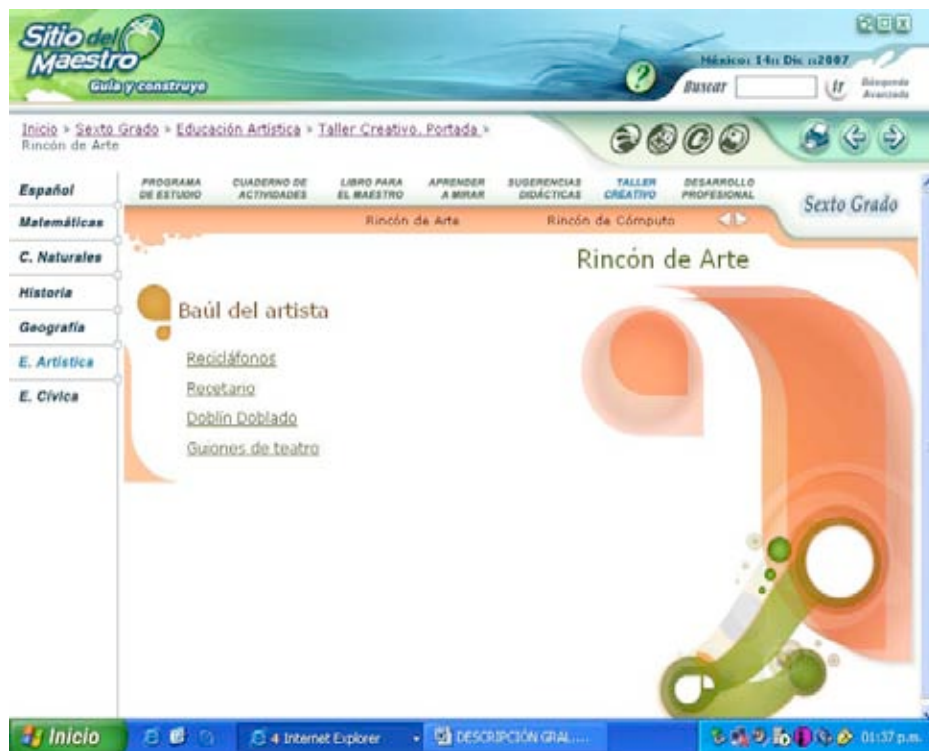 Sitio del
Maestro
Guía y construye
México: 14n Dic n2007
Buscar
Ir
Búsqueda
Avanzada
Inicio > Sexto Grado > Educación Artística > Taller Creativo. Portada >
Rincón de Arte
Español
Matemáticas
C. Naturales
Historia
Geografía
E. Artística
E. Cívica
PROGRAMA
DE ESTUDIO
CUADERNO DE
ACTIVIDADES
LIBRO PARA
EL MAESTRO
APRENDER
A MIRAR
SUGERENCIAS
DIDÁCTICAS
TALLER
CREATIVO
DESARROLLO
PROFESIONAL
Sexto Grado
Rincón de Arte
Rincón de Cómputo
Rincón de Arte
Baúl del artista
Recicláfonos
Recetario
Doblín Doblado
Guiones de teatro
Inicio
4 Internet Explorer
DESCRIPCIÓN GRAL.....
01:37 p.m.